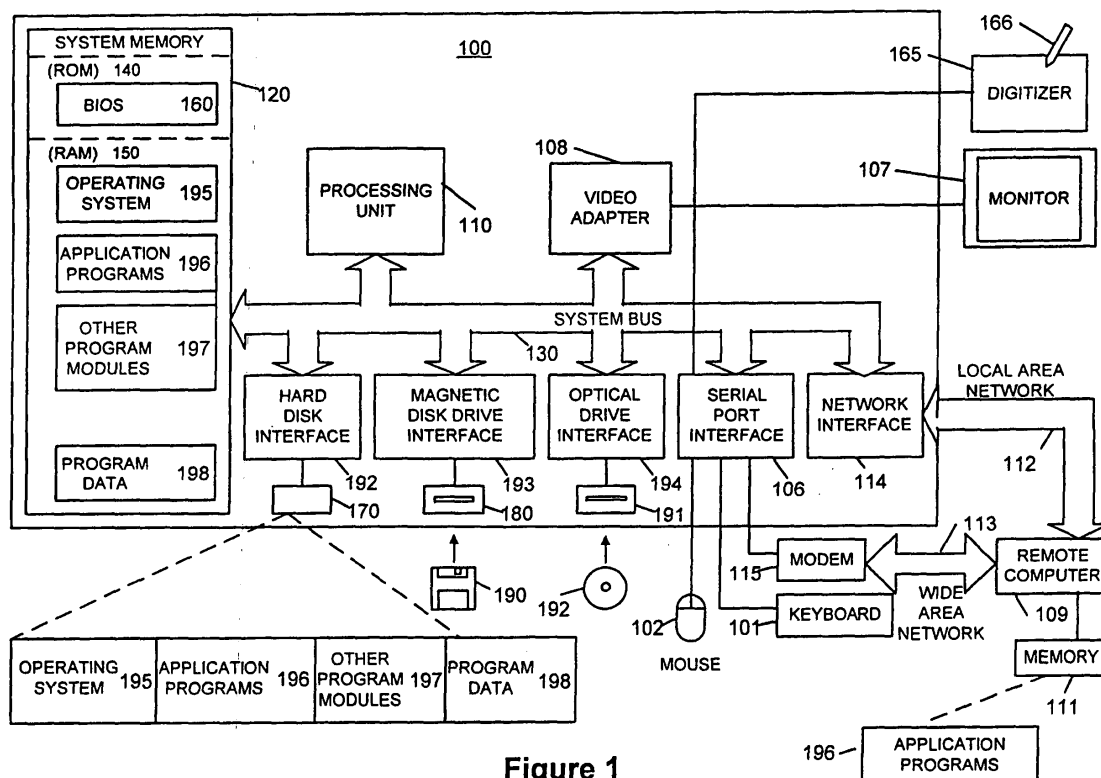 SYSTEM MEMORY
(ROM) 140
BIOS 160
120
(RAM) 150
OPERATING
SYSTEM 195
APPLICATION
PROGRAMS 196
OTHER
PROGRAM
MODULES 197
PROGRAM
DATA 198
100
PROCESSING
UNIT
110
108
VIDEO
ADAPTER
166
165
DIGITIZER
107
MONITOR
SYSTEM BUS
130
HARD
DISK
INTERFACE
192
170
MAGNETIC
DISK DRIVE
INTERFACE
193
180
OPTICAL
DRIVE
INTERFACE
194
191
SERIAL
PORT
INTERFACE
106
NETWORK
INTERFACE
114
LOCAL AREA
NETWORK
112
190
192
102
MOUSE
MODEM
115
KEYBOARD
101
113
WIDE
AREA
NETWORK
REMOTE
COMPUTER
109
MEMORY
111
196
APPLICATION
PROGRAMS
OPERATING
SYSTEM 195
APPLICATION
PROGRAMS 196
OTHER
PROGRAM
MODULES 197
PROGRAM
DATA 198
Figure 1